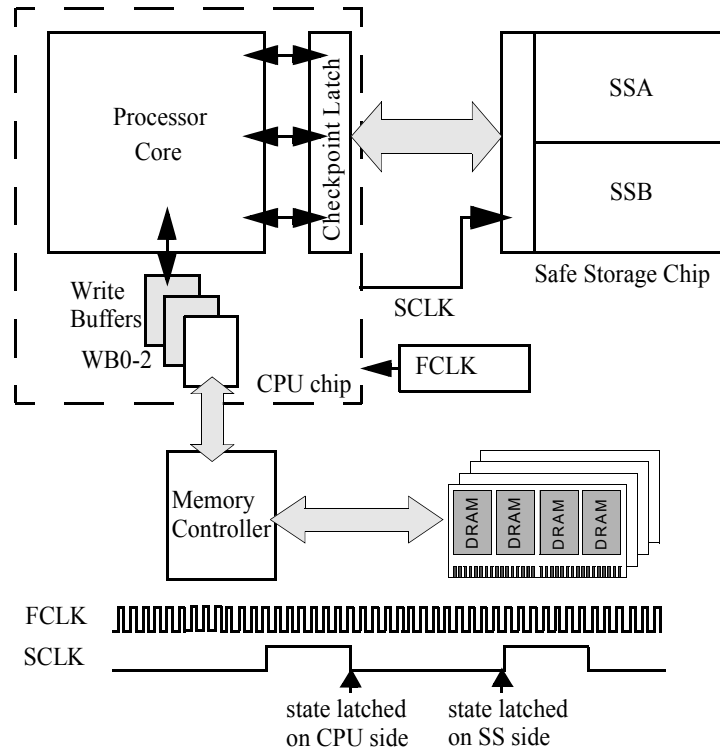 Processor
Core
Checkpoint Latch
SSA
SSB
Safe Storage Chip
SCLK
Write
Buffers
WB0-2
CPU chip
FCLK
Memory
Controller
DRAM
DRAM
DRAM
DRAM
FCLK
SCLK
state latched
on CPU side
state latched
on SS side